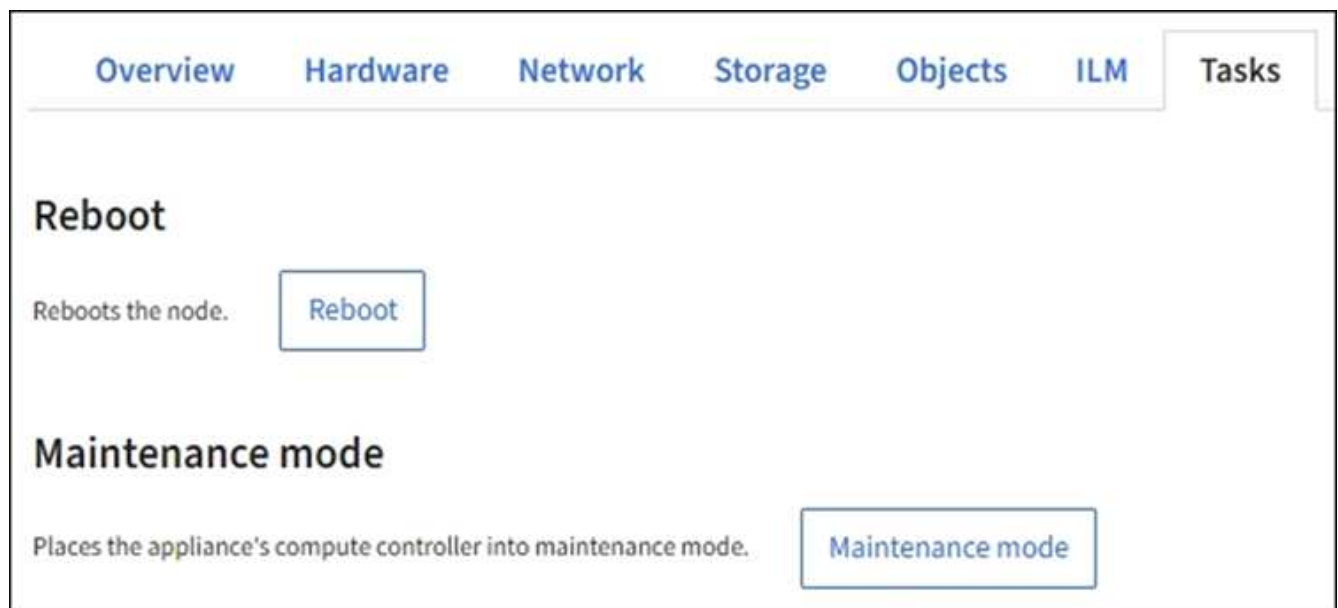 Overview Hardware Network Storage Objects ILM Tasks
Reboot
Reboots the node. Reboot
Maintenance mode
Places the appliance's compute controller into maintenance mode. Maintenance mode